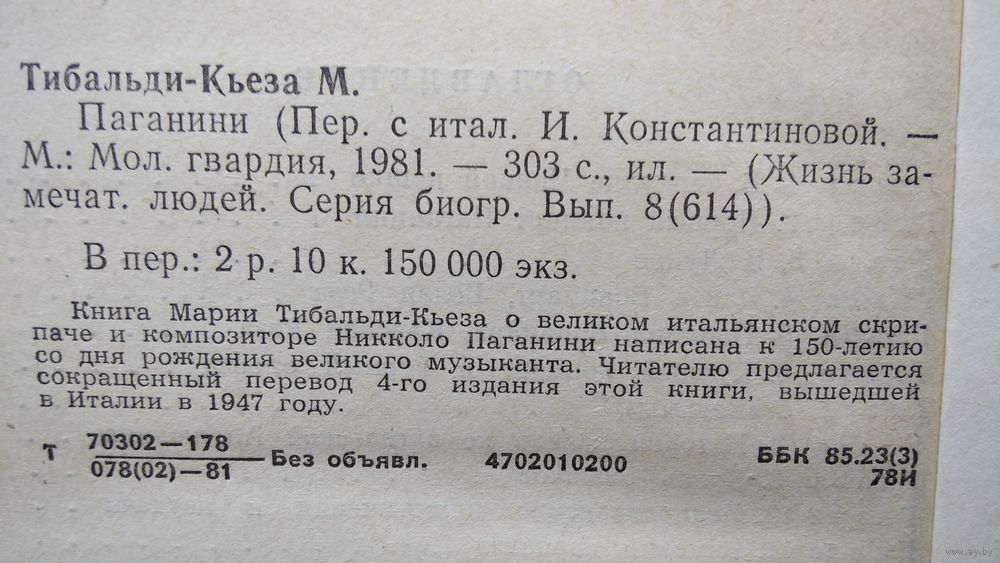 Тибальди-Кьеза М.
Паганини (Пер. с итал. И. Константиновой. —
М.: Мол. гвардия, 1981. — 303 с., ил. — (Жизнь за-
мечат. людей. Серия биогр. Вып. 8(614)).
В пер.: 2 р. 10 к. 150 000 экз.
Книга Марии Тибальди-Кьеза о великом итальянском скри-
паче и композиторе Никколо Паганини написана к 150-летию
со дня рождения великого музыканта. Читателю предлагается
сокращенный перевод 4-го издания этой книги, вышедшей
в Италии в 1947 году.
Т 70302—178
078(02)—81 Без объявл. 4702010200 ББК 85.23(3)
78И
www.ay.by